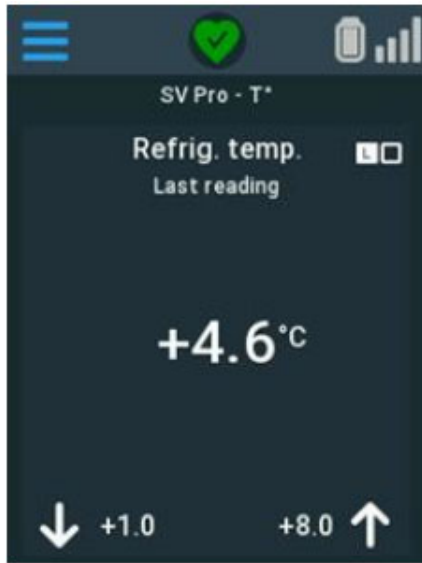 SV Pro - T*
Refrig. temp.
L
Last reading
+4.6°C
+1.0 +8.0